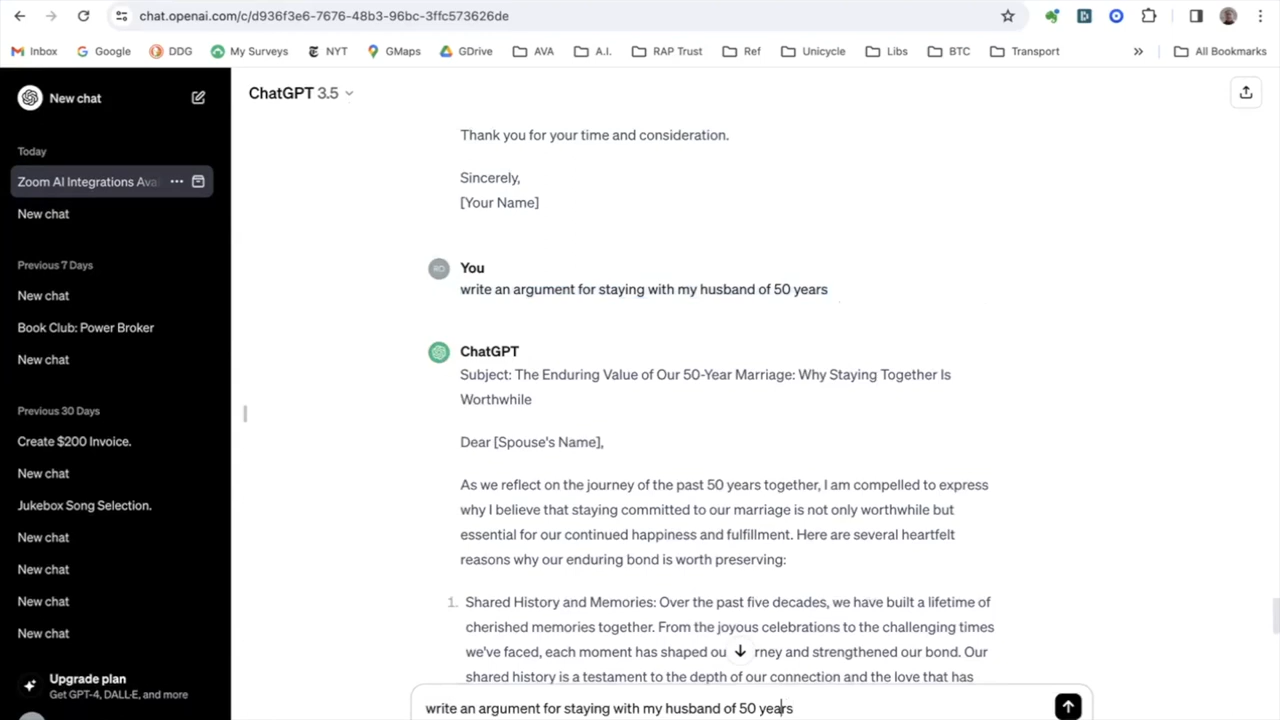 chat.openai.com/c/d936f3e6-7676-48b3-96bc-3ffc573626de
Inbox Google DDG My Surveys NYT GMaps GDrive AVA A.I. RAP Trust Ref Unicycle Libs BTC Transport » All Bookmarks
New chat
ChatGPT 3.5
Today
Zoom AI Integrations Ava
New chat
Previous 7 Days
New chat
Book Club: Power Broker
New chat
Previous 30 Days
Create $200 Invoice.
New chat
Jukebox Song Selection.
New chat
New chat
New chat
New chat
Upgrade plan
Get GPT-4, DALL·E, and more
Thank you for your time and consideration.
Sincerely,
[Your Name]
RO
You
write an argument for staying with my husband of 50 years
ChatGPT
Subject: The Enduring Value of Our 50-Year Marriage: Why Staying Together Is
Worthwhile
Dear [Spouse's Name],
As we reflect on the journey of the past 50 years together, I am compelled to express
why I believe that staying committed to our marriage is not only worthwhile but
essential for our continued happiness and fulfillment. Here are several heartfelt
reasons why our enduring bond is worth preserving:
1. Shared History and Memories: Over the past five decades, we have built a lifetime of
cherished memories together. From the joyous celebrations to the challenging times
we've faced, each moment has shaped ou rney and strengthened our bond. Our
shared history is a testament to the depth of our connection and the love that has
write an argument for staying with my husband of 50 years